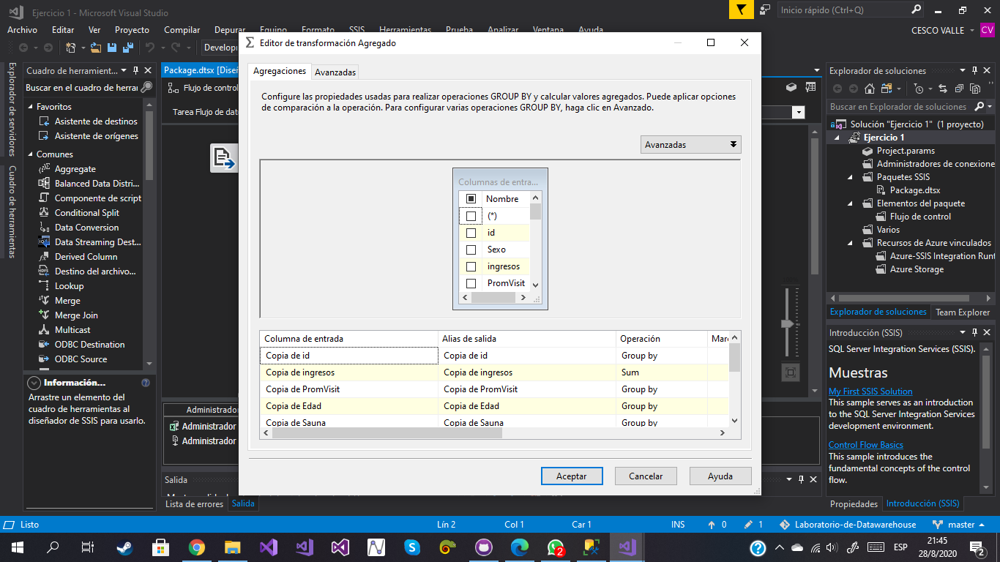 Ejercicio 1 - Microsoft Visual Studio
Inicio rápido (Ctrl+Q)
Archivo Editar Ver Proyecto Compilar Depurar Equipo Formato SSIS Herramientas Prueba Analizar Ventana Ayuda
CESCO VALLE
CV
Developi
Explorador de servidores
Cuadro de herramientas
Cuadro de herramient...
Buscar en el cuadro de herrar
Favoritos
Asistente de destinos
Asistente de orígenes
Comunes
Aggregate
Balanced Data Distri...
Componente de script
Conditional Split
Data Conversion
Data Streaming Dest...
Derived Column
Destino del archivo...
Lookup
Merge
Merge Join
Multicast
ODBC Destination
ODBC Source
Información...
Arrastre un elemento del
cuadro de herramientas al
diseñador de SSIS para usarlo.
Package.dtsx [Diseñ
Flujo de control
Tarea Flujo de dat
Administrador
Administrador
Administrador
Salida
Lista de errores Salida
Editor de transformación Agregado
Agregaciones Avanzadas
Configure las propiedades usadas para realizar operaciones GROUP BY y calcular valores agregados. Puede aplicar opciones
de comparación a la operación. Para configurar varias operaciones GROUP BY, haga clic en Avanzado.
Avanzadas
Columnas de entra...
Nombre
(*)
id
Sexo
ingresos
PromVisit
Columna de entrada Alias de salida Operación Marc
Copia de id Copia de id Group by
Copia de ingresos Copia de ingresos Sum
Copia de PromVisit Copia de PromVisit Group by
Copia de Edad Copia de Edad Group by
Copia de Sauna Copia de Sauna Group by
Aceptar Cancelar Ayuda
Explorador de soluciones
Buscar en Explorador de soluciones
Solución "Ejercicio 1" (1 proyecto)
Ejercicio 1
Project.params
Administradores de conexione
Paquetes SSIS
Package.dtsx
Elementos del paquete
Flujo de control
Varios
Recursos de Azure vinculados
Azure-SSIS Integration Runt
Azure Storage
Explorador de soluciones Team Explorer
Introducción (SSIS)
SQL Server Integration Services (SSIS).
Muestras
My First SSIS Solution
This sample serves as an introduction
to the SQL Server Integration Services
development environment.
Control Flow Basics
This sample introduces the
fundamental concepts of the control
flow.
Propiedades Introducción (SSIS)
Listo Lín 2 Col 1 Car 1 INS 0 1 Laboratorio-de-Datawarehouse master
2
ESP
21:45
28/8/2020
2